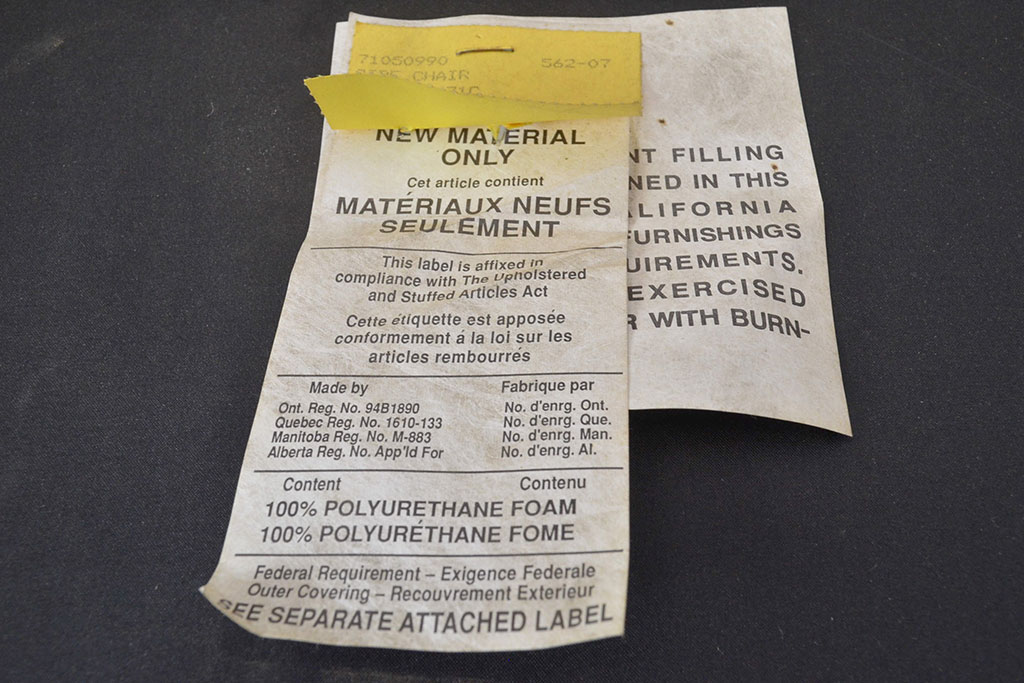 71050990 562-07
SIDE CHAIR
NEW MATERIAL
ONLY
Cet article contient
MATÉRIAUX NEUFS
SEULEMENT
This label is affixed in
compliance with The Upholstered
and Stuffed Articles Act
Cette étiquette est apposée
conformement á la loi sur les
articles rembourrés
Made by Fabrique par
Ont. Reg. No. 94B1890 No. d'enrg. Ont.
Quebec Reg. No. 1610-133 No. d'enrg. Que.
Manitoba Reg. No. M-883 No. d'enrg. Man.
Alberta Reg. No. App'ld For No. d'enrg. Al.
Content Contenu
100% POLYURETHANE FOAM
100% POLYURÉTHANE FOME
Federal Requirement – Exigence Federale
Outer Covering – Recouvrement Exterieur
SEE SEPARATE ATTACHED LABEL
NT FILLING
NED IN THIS
ALIFORNIA
FURNISHINGS
UIREMENTS.
EXERCISED
R WITH BURN-